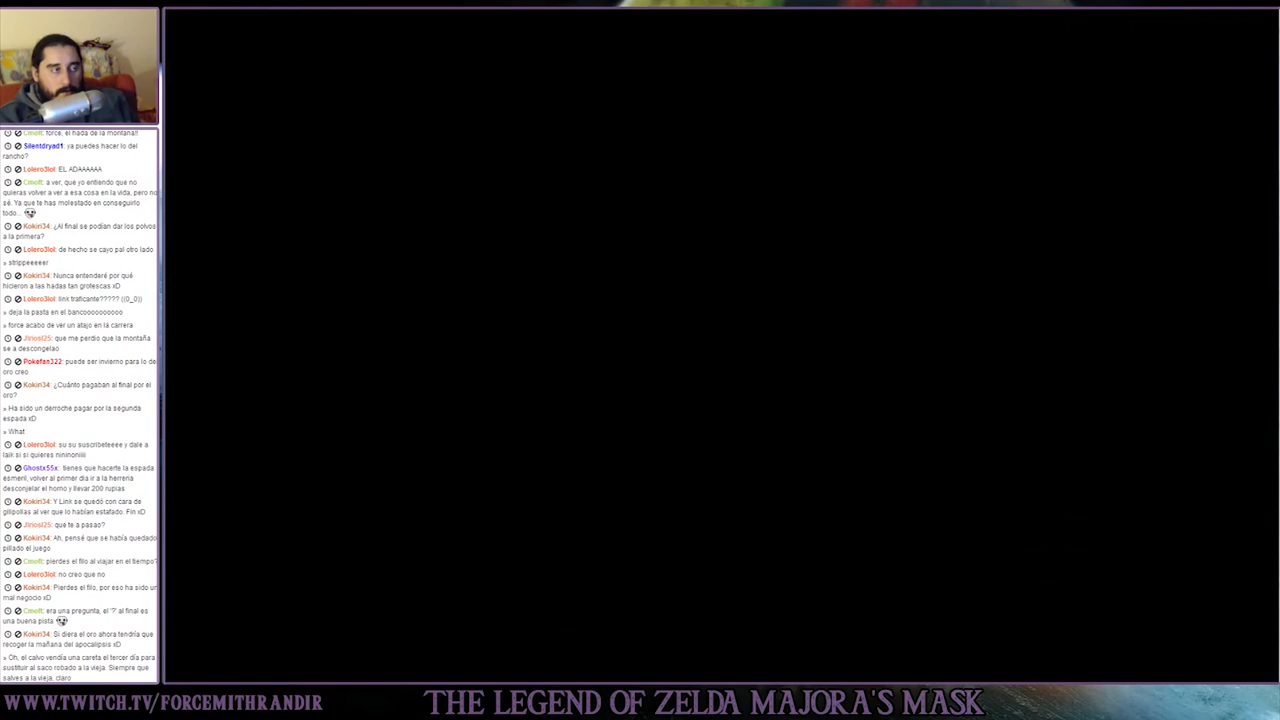 Cmoft: force, el hada de la montaña!!
Silentdryad1: ya puedes hacer lo del
rancho?
Lolero3lol: EL ADAAAAAA
Cmoft: a ver, que yo entiendo que no
quieras volver a ver a esa cosa en la vida, pero no
sé. Ya que te has molestado en conseguirlo
todo...
Kokiri34: ¿Al final se podían dar los polvos
a la primera?
Lolero3lol: de hecho se cayo pal otro lado
» strippeeeeer
Kokiri34: Nunca entenderé por qué
hicieron a las hadas tan grotescas xD
Lolero3lol: link traficante????? ((0_0))
» deja la pasta en el bancooooooooo
» force acabo de ver un atajo en la carrera
que me perdio que la montaña
se a descongelao
Pokefan322: puede ser invierno para lo de
oro creo
Kokiri34: ¿Cuánto pagaban al final por el
oro?
» Ha sido un derroche pagar por la segunda
espada xD
» What
Lolero3lol: su su suscribeteeee y dale a
laik si si quieres nininoniiii
Ghostx55x: tienes que hacerte la espada
esmeril, volver al primer día ir a la herreria
desconjelar el horno y llevar 200 rupias
Kokiri34: Y Link se quedó con cara de
gilipollas al ver que lo habían estafado. Fin xD
que te a pasao?
Kokiri34: Ah, pensé que se había quedado
pillado el juego
Cmoft: pierdes el filo al viajar en el tiempo?
Lolero3lol: no creo que no
Kokiri34: Pierdes el filo, por eso ha sido un
mal negocio xD
Cmoft: era una pregunta, el '?' al final es
una buena pista
Kokiri34: Si diera el oro ahora tendría que
recoger la mañana del apocalipsis xD
» Oh, el calvo vendía una careta el tercer día para
sustituir al saco robado a la vieja. Siempre que
salves a la vieja, claro
WWW.TWITCH.TV/FORCEMITHRANDIR
THE LEGEND OF ZELDA MAJORA'S MASK